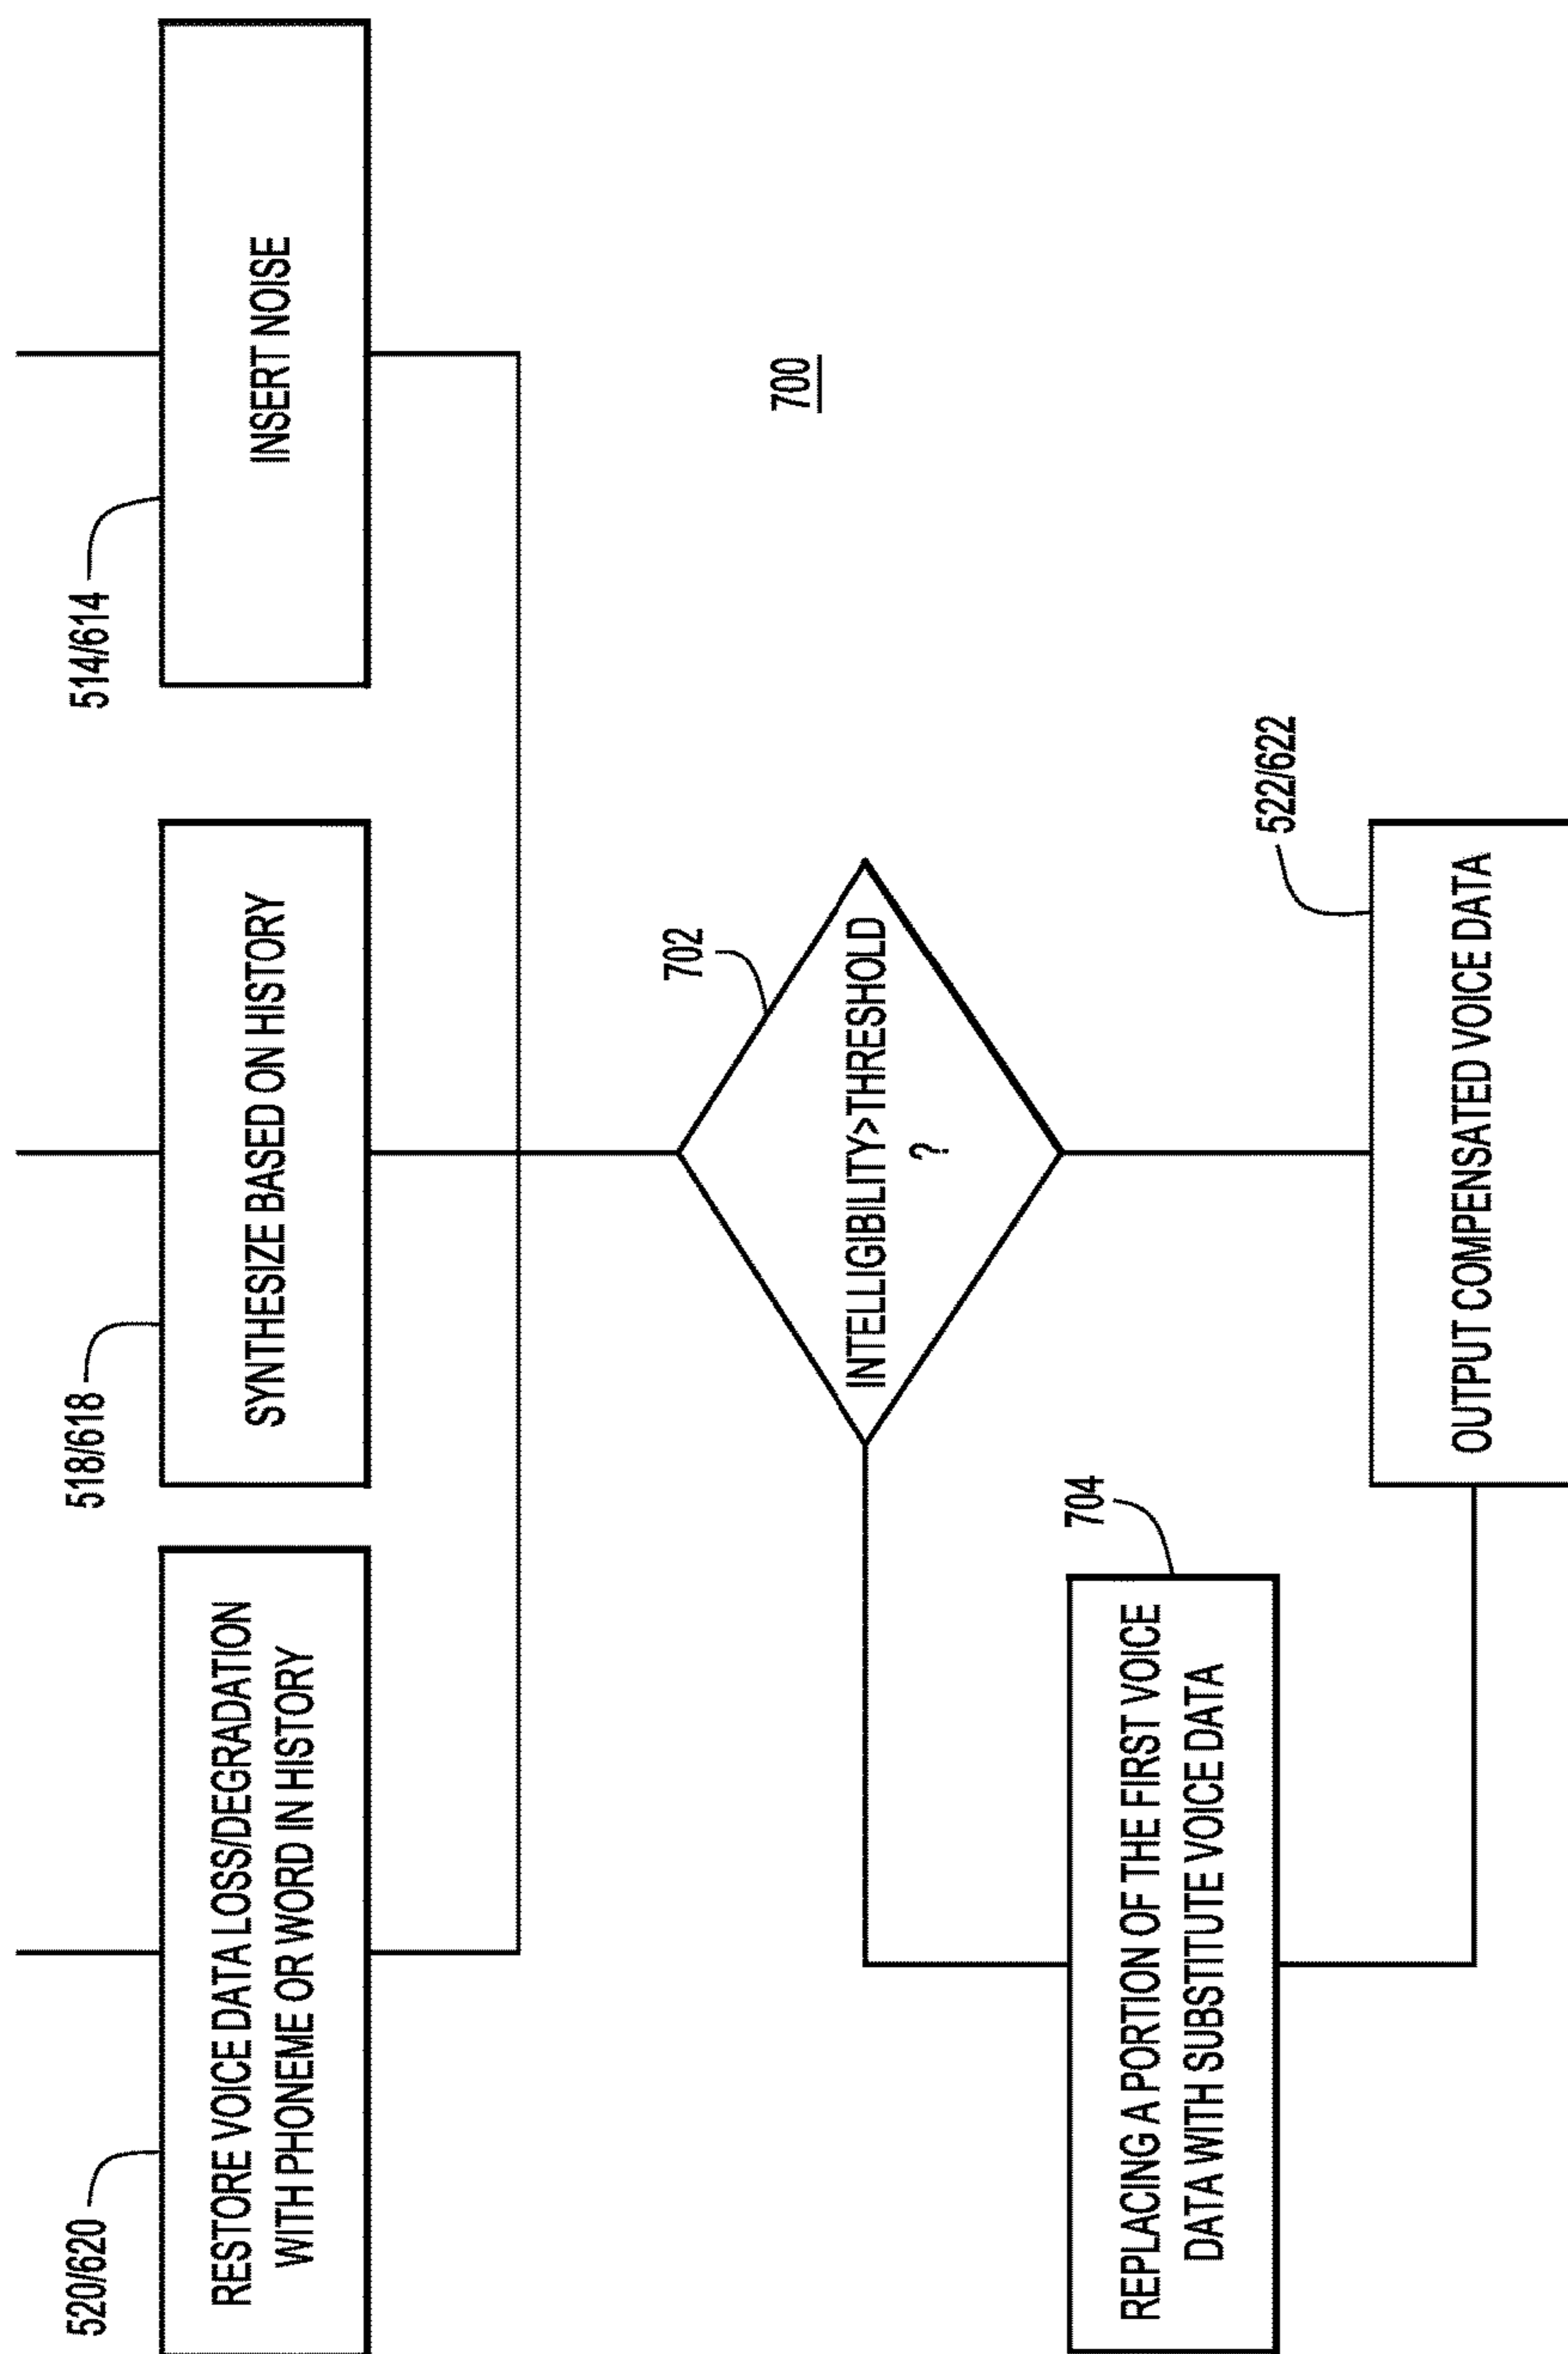 520/620
RESTORE VOICE DATA LOSS/DEGRADATION
WITH PHONEME OR WORD IN HISTORY
518/618
SYNTHESIZE BASED ON HISTORY
514/614
INSERT NOISE
702
INTELLIGIBILITY>THRESHOLD
?
700
704
REPLACING A PORTION OF THE FIRST VOICE
DATA WITH SUBSTITUTE VOICE DATA
522/622
OUTPUT COMPENSATED VOICE DATA